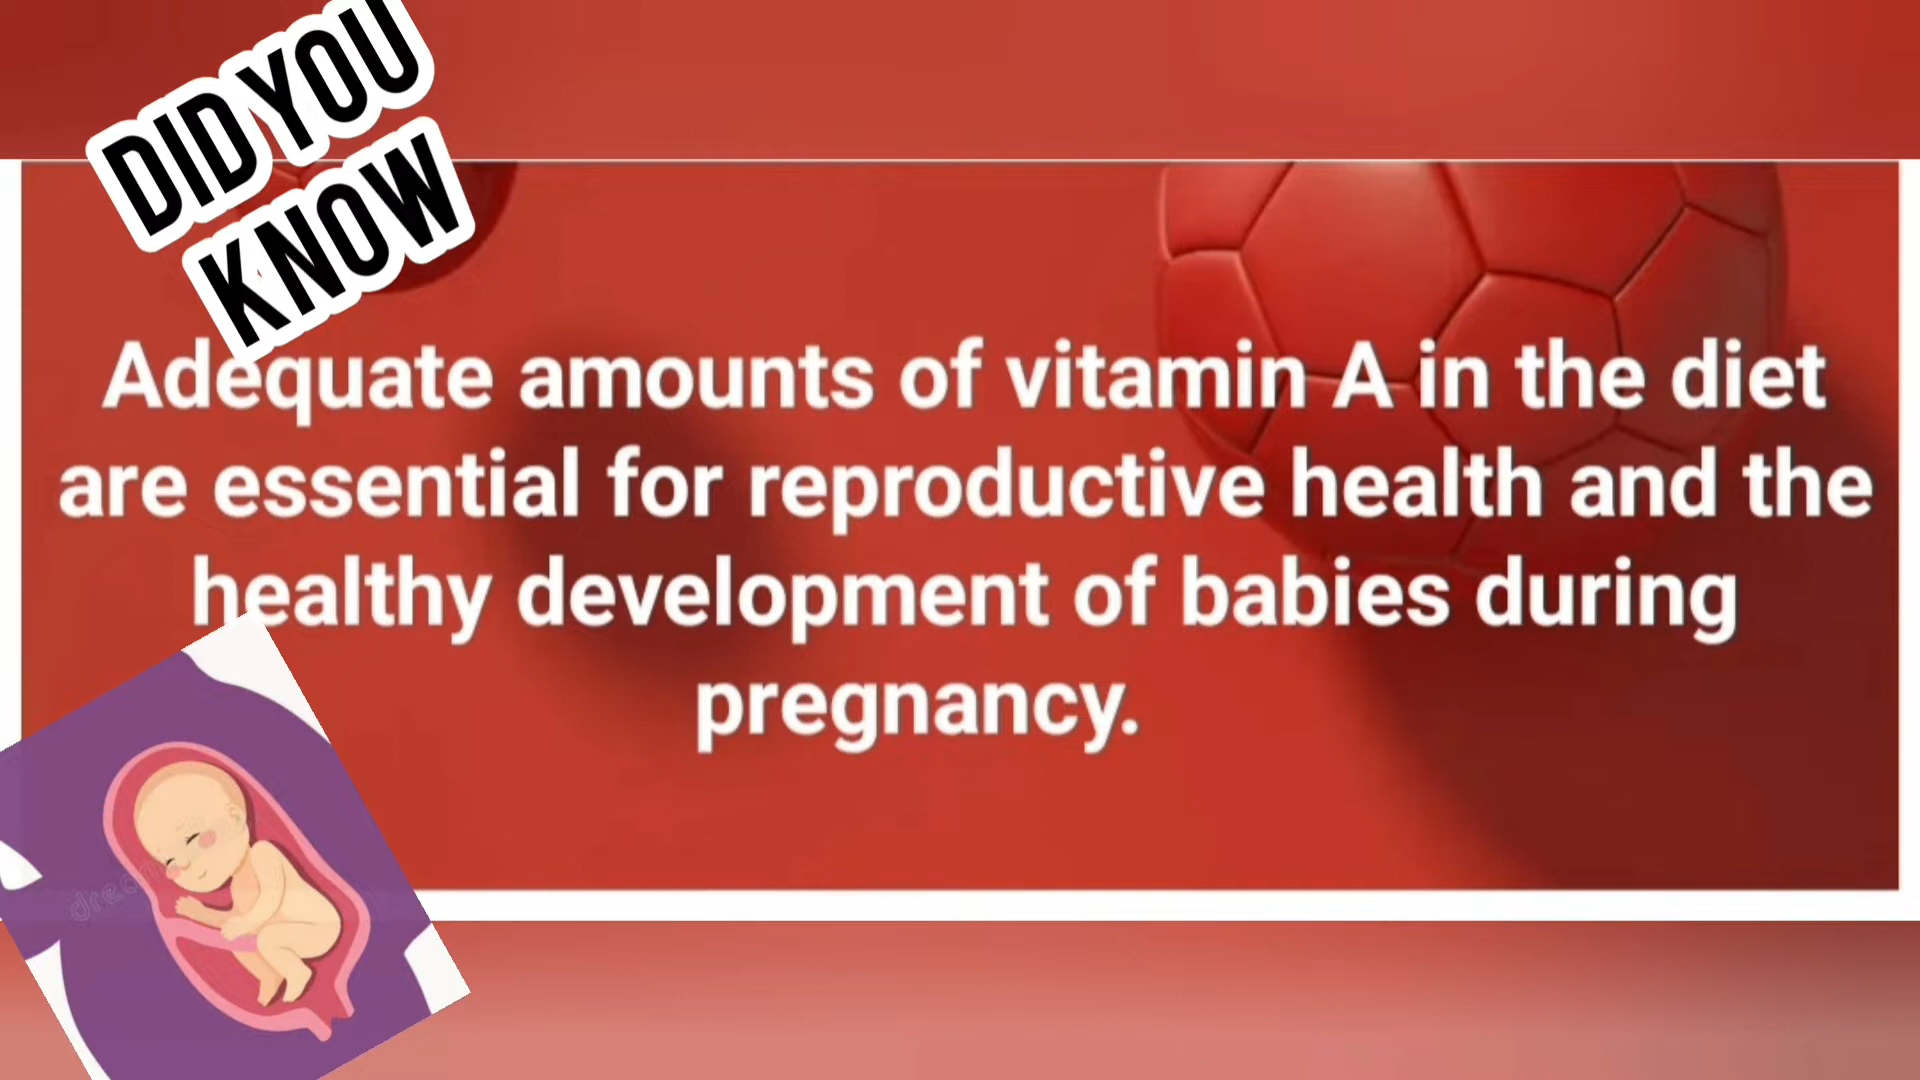 DID YOU
KNOW
Adequate amounts of vitamin A in the diet
are essential for reproductive health and the
healthy development of babies during
pregnancy.